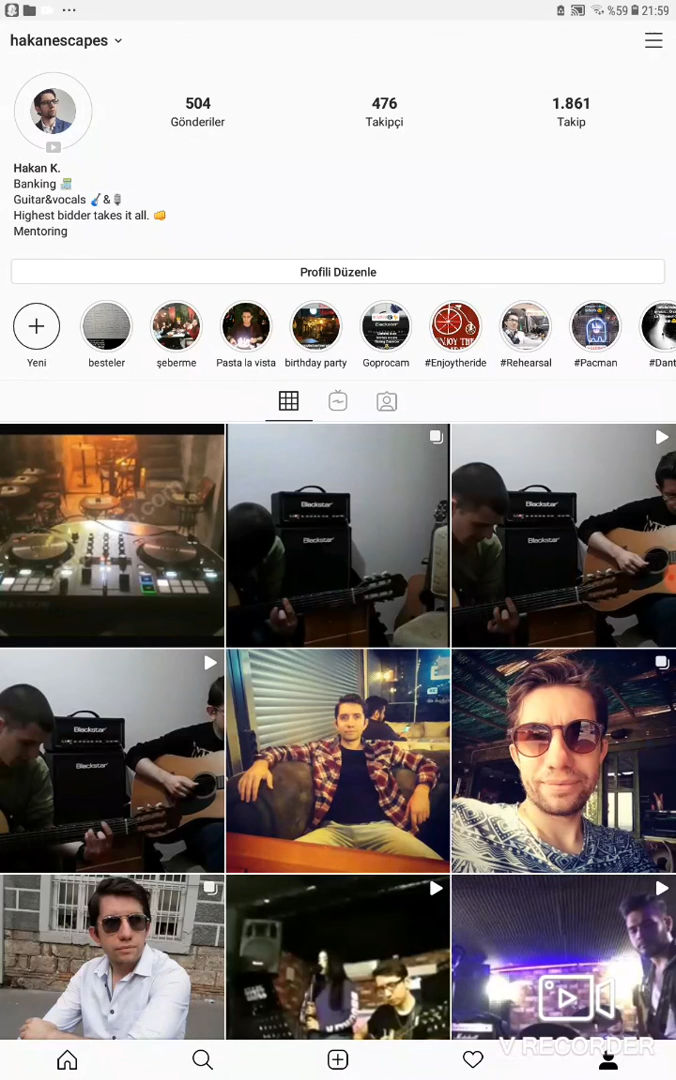 %59 21:59
hakanescapes
504
Gönderiler
476
Takipçi
1.861
Takip
Hakan K.
Banking
Guitar&vocals & 
Highest bidder takes it all.
Mentoring
Profili Düzenle
Yeni
besteler
şeberme
Pasta la vista
birthday party
Goprocam
#Enjoytheride
#Rehearsal
#Pacman
#Dant
Blackstar
Blackstar
Blackstar
Blackstar
Blackstar
Blackstar
V RECORDER